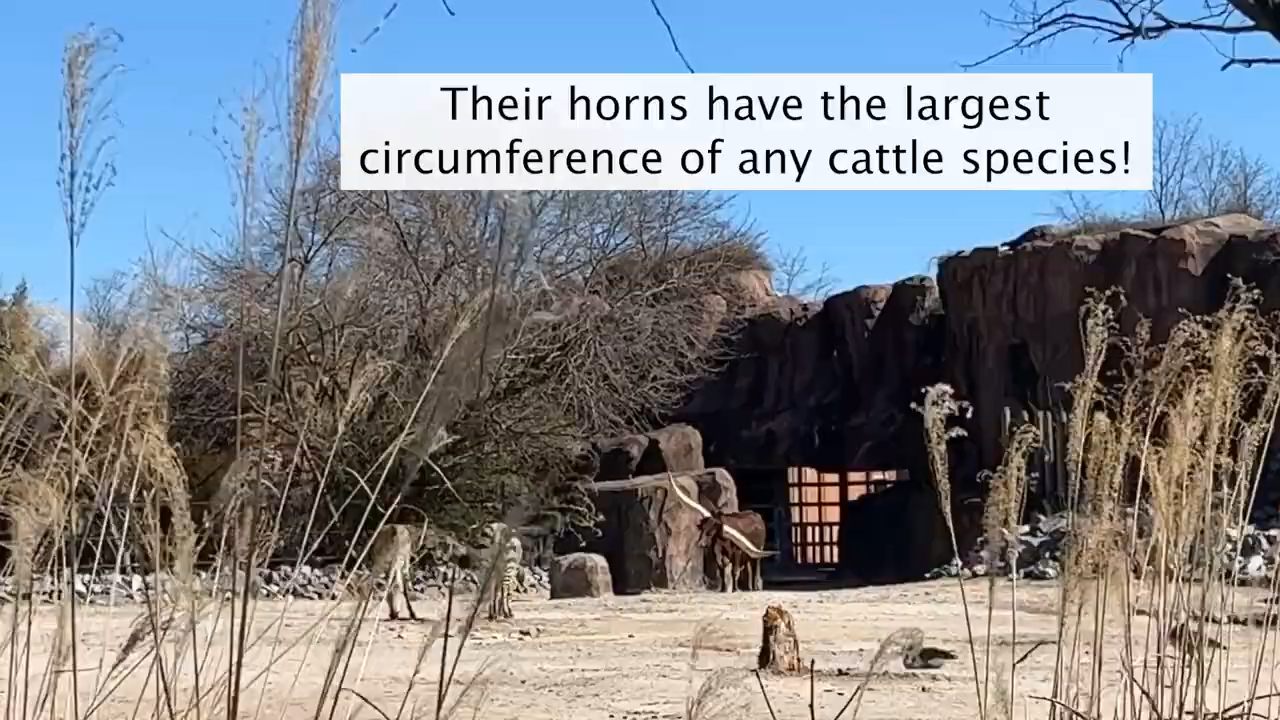 Their horns have the largest
circumference of any cattle species!